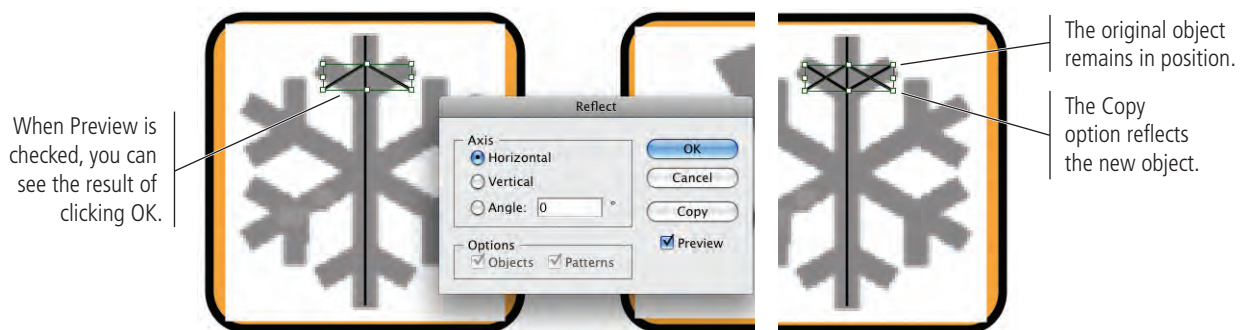 When Preview is
checked, you can
see the result of
clicking OK.
Reflect
Axis
Horizontal
Vertical
Angle: 0 °
Options
Objects Patterns
OK
Cancel
Copy
Preview
The original object
remains in position.
The Copy
option reflects
the new object.